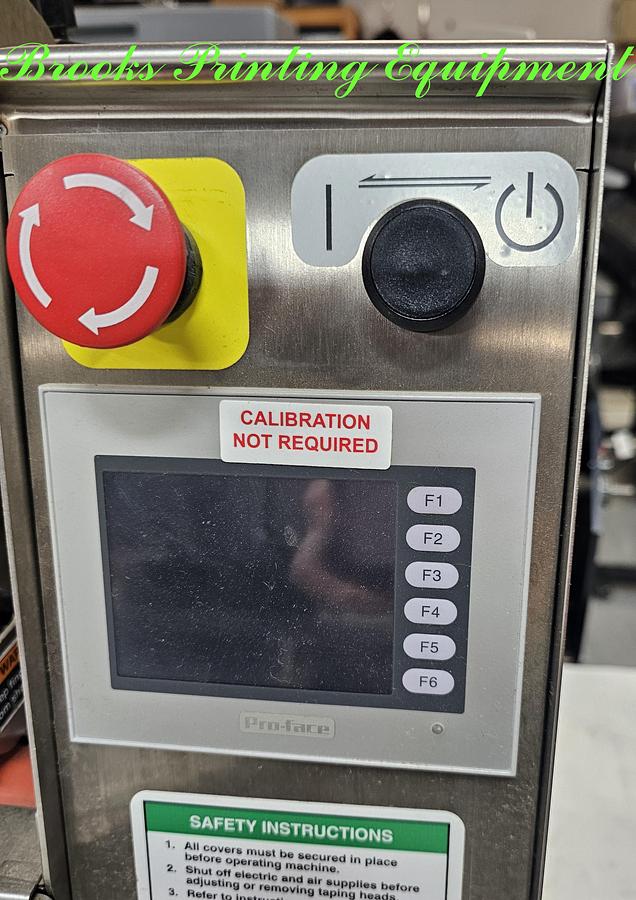 Brooks Printing Equipment
CALIBRATION
NOT REQUIRED
F1
F2
F3
F4
F5
F6
Pro-face
SAFETY INSTRUCTIONS
1. All covers must be secured in place
before operating machine.
2. Shut off electric and air supplies before
adjusting or removing taping heads
3. Refer to